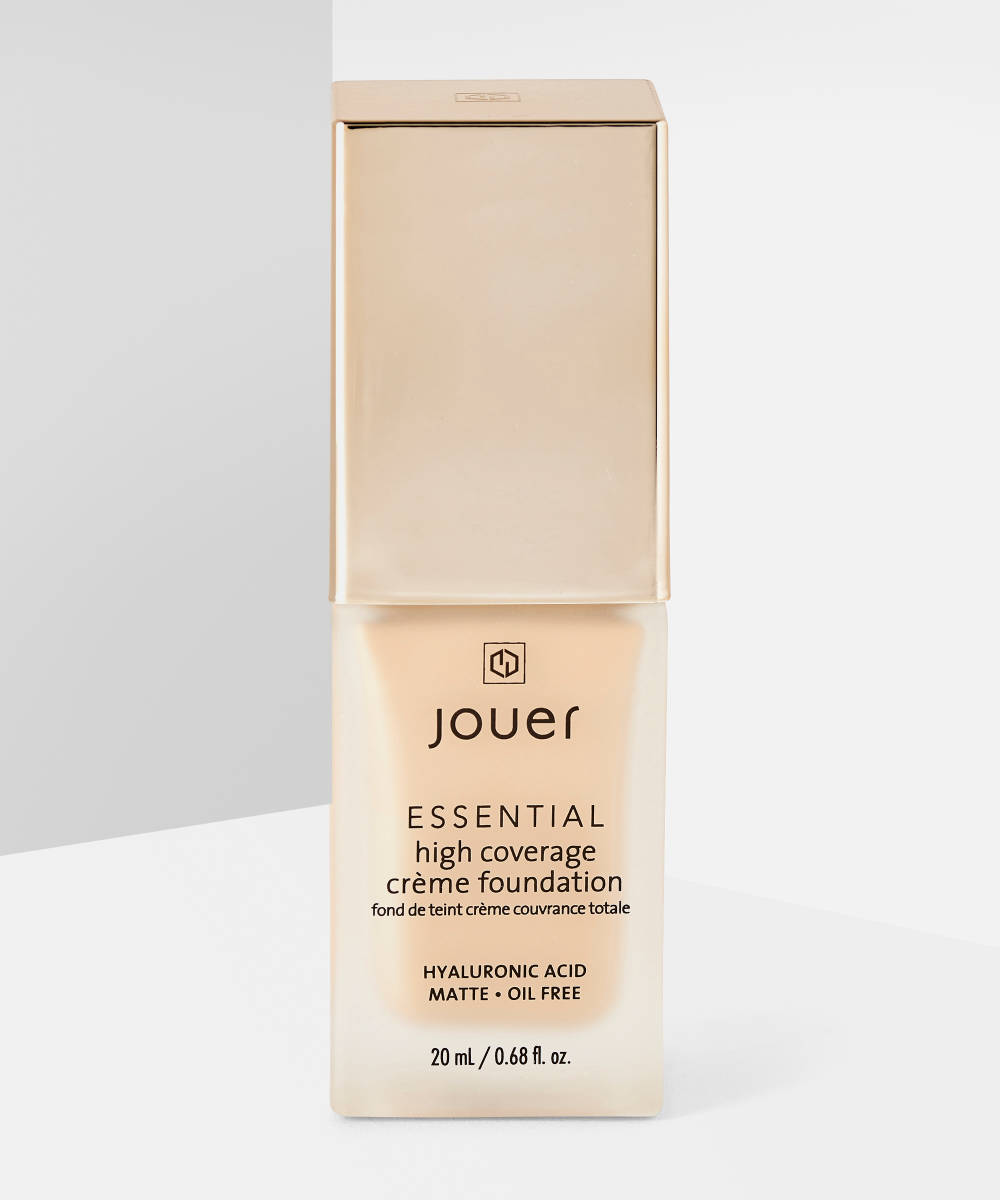 jouer
ESSENTIAL
high coverage
crème foundation
fond de teint crème couvrance totale
HYALURONIC ACID
MATTE • OIL FREE
20 mL / 0.68 fl. oz.